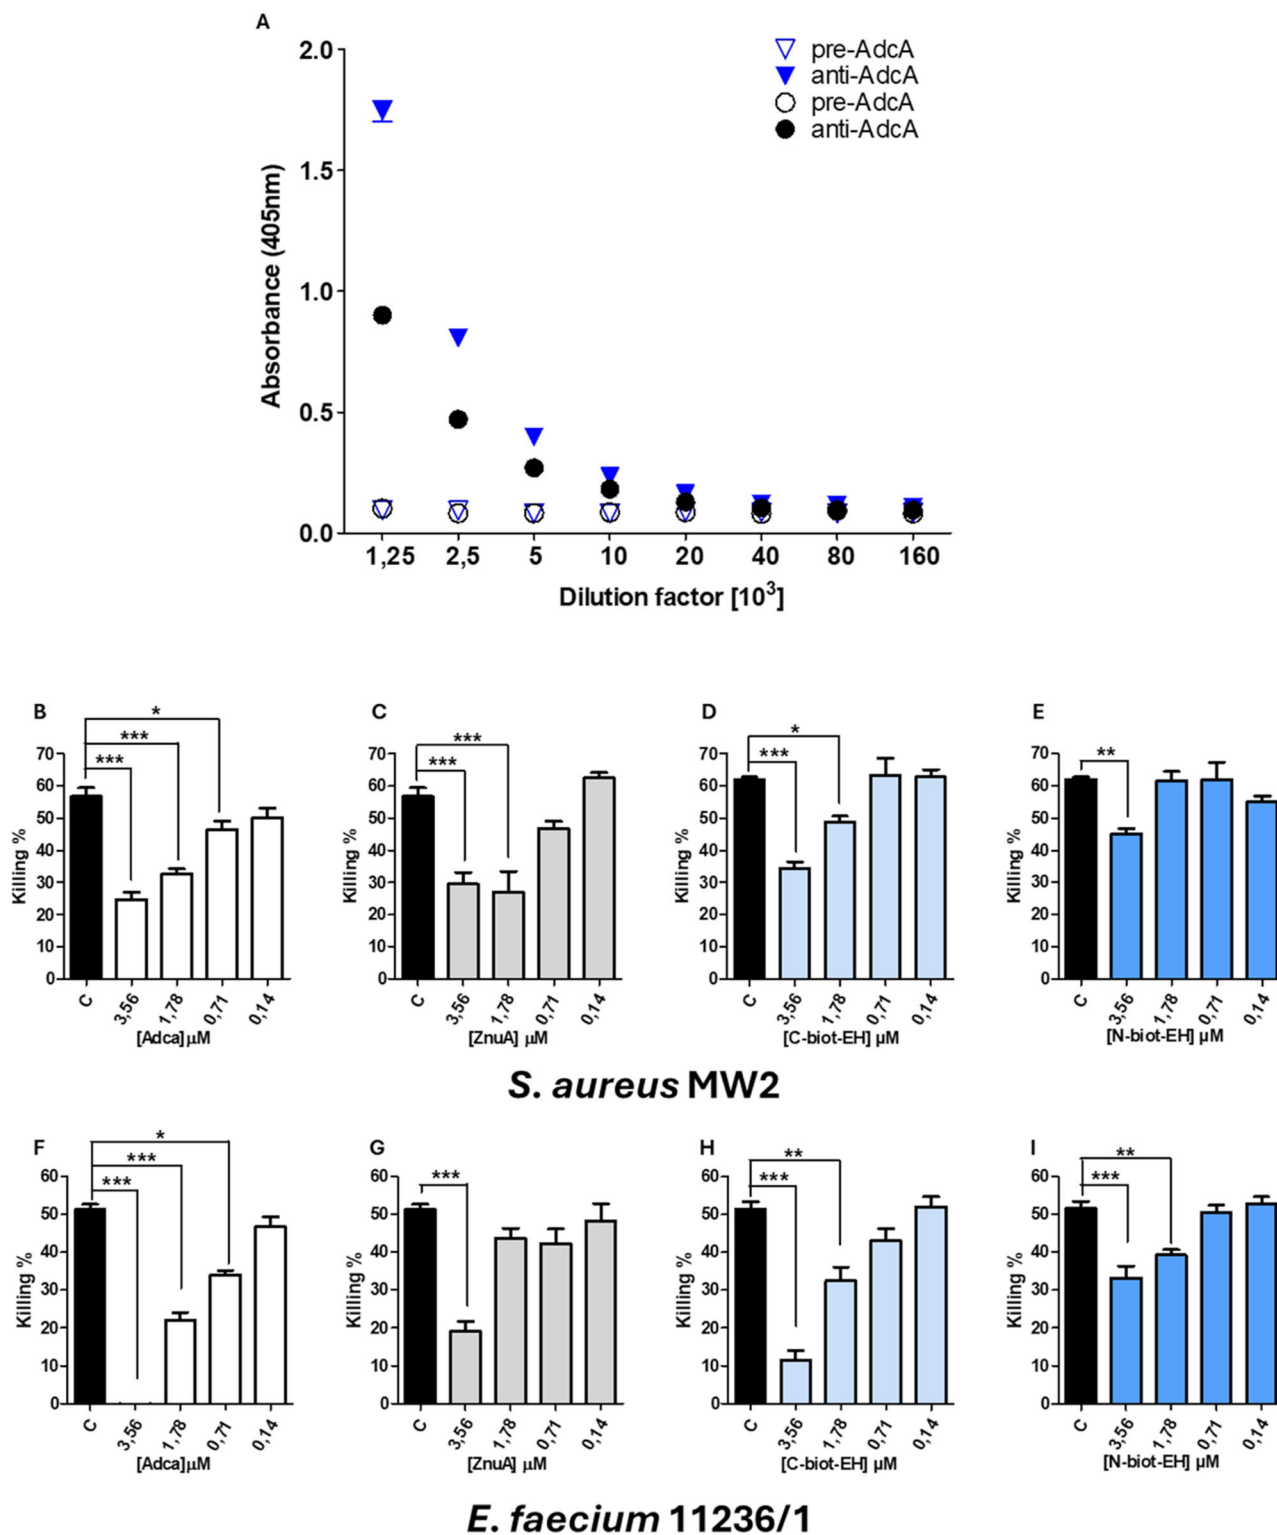 A
pre-AdcA
anti-AdcA
pre-AdcA
anti-AdcA
Absorbance (405nm)
2.0
1.5
1.0
0.5
0.0
1,25 2,5 5 10 20 40 80 160
Dilution factor [10³]
B
*
***
***
Killing %
70
60
50
40
30
20
10
0
C 3,56 1,78 0,71 0,14
[Adca]µM
C
***
***
Killing %
70
60
50
40
30
20
10
0
C 3,56 1,78 0,71 0,14
[ZnuA] µM
D
*
***
Killing %
70
60
50
40
30
20
10
0
C 3,56 1,78 0,71 0,14
[C-biot-EH] µM
E
**
Killing %
70
60
50
40
30
20
10
0
C 3,56 1,78 0,71 0,14
[N-biot-EH] µM
S. aureus MW2
F
*
***
***
Killing %
60
50
40
30
20
10
0
C 3,56 1,78 0,71 0,14
[Adca]µM
G
***
Killing %
60
50
40
30
20
10
0
C 3,56 1,78 0,71 0,14
[ZnuA] µM
H
**
***
Killing %
60
50
40
30
20
10
0
C 3,56 1,78 0,71 0,14
[C-biot-EH] µM
I
**
***
Killing %
60
50
40
30
20
10
0
C 3,56 1,78 0,71 0,14
[N-biot-EH] µM
E. faecium 11236/1